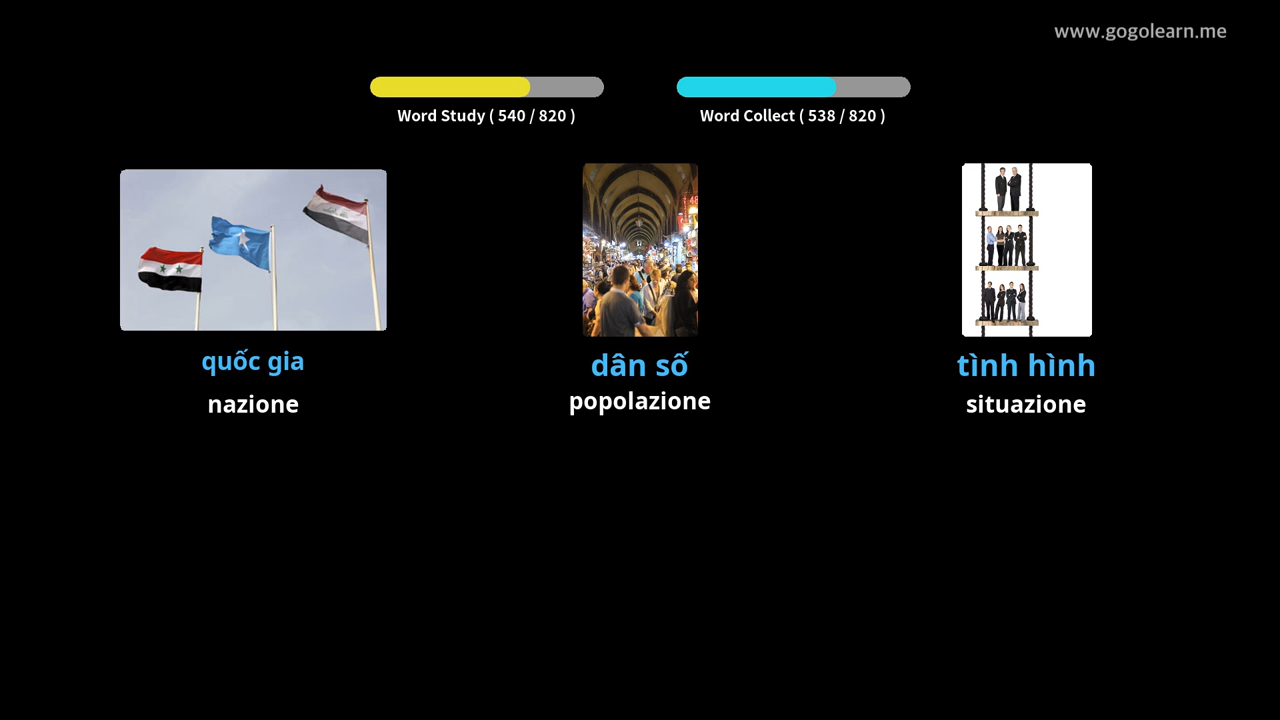 www.gogolearn.me
Word Study ( 540 / 820 )
Word Collect ( 538 / 820 )
quốc gia
nazione
dân số
popolazione
tình hình
situazione